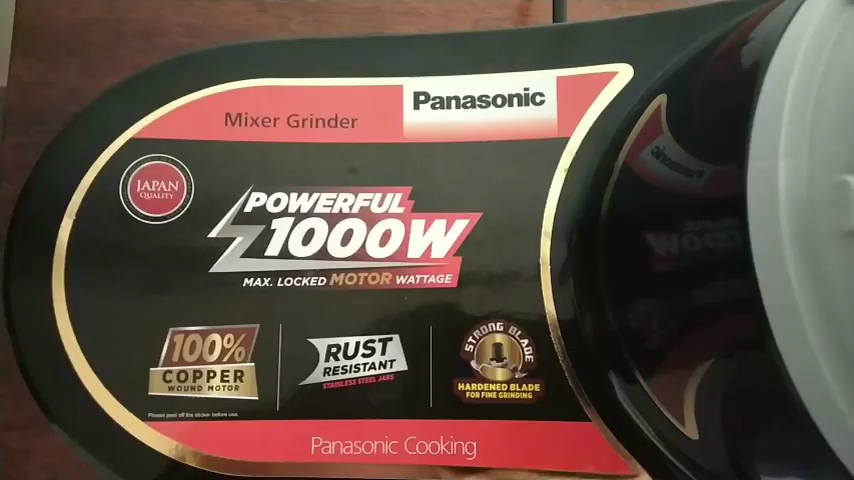 Mixer Grinder
Panasonic
JAPAN
QUALITY
POWERFUL
1000W
MAX. LOCKED MOTOR WATTAGE
100%
COPPER
WOUND MOTOR
RUST
RESISTANT
STAINLESS STEEL JARS
STRONG BLADE
HARDENED BLADE
FOR FINE GRINDING
Please peel off the sticker before use.
Panasonic Cooking